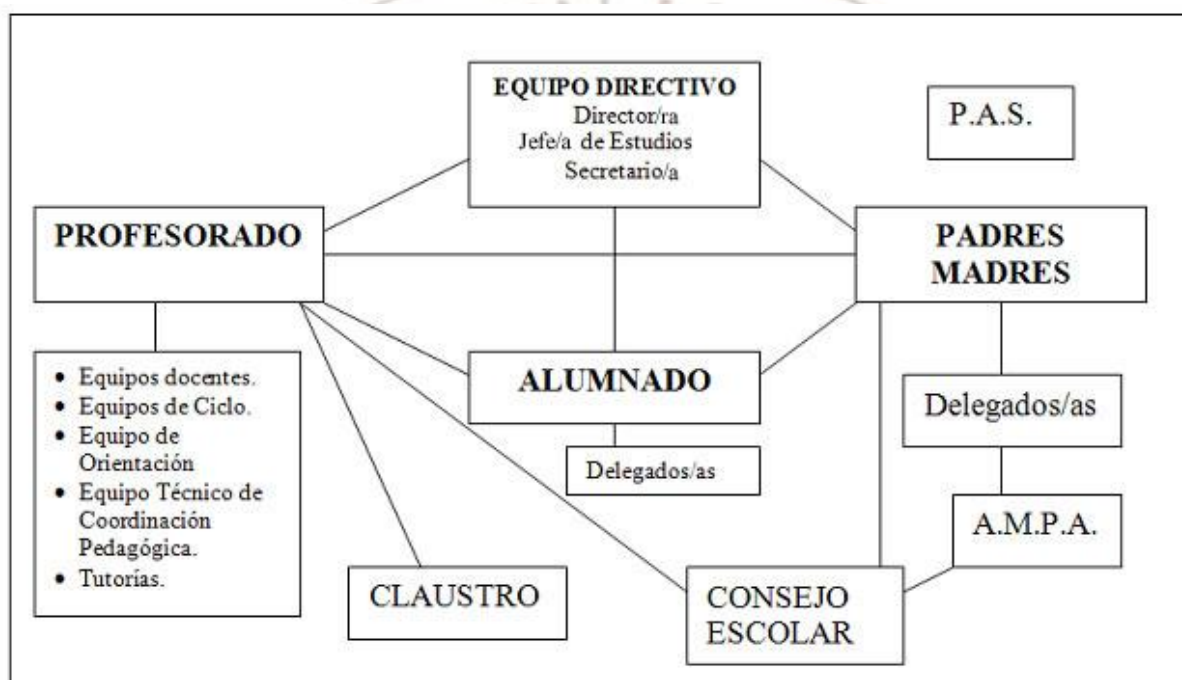 EQUIPO DIRECTIVO
Director/ra
Jefe/a de Estudios
Secretario/a
P.A.S.
PROFESORADO
PADRES
MADRES
• Equipos docentes.
• Equipos de Ciclo.
• Equipo de
Orientación
• Equipo Técnico de
Coordinación
Pedagógica.
• Tutorías.
ALUMNADO
Delegados/as
Delegados/as
A.M.P.A.
CLAUSTRO
CONSEJO
ESCOLAR